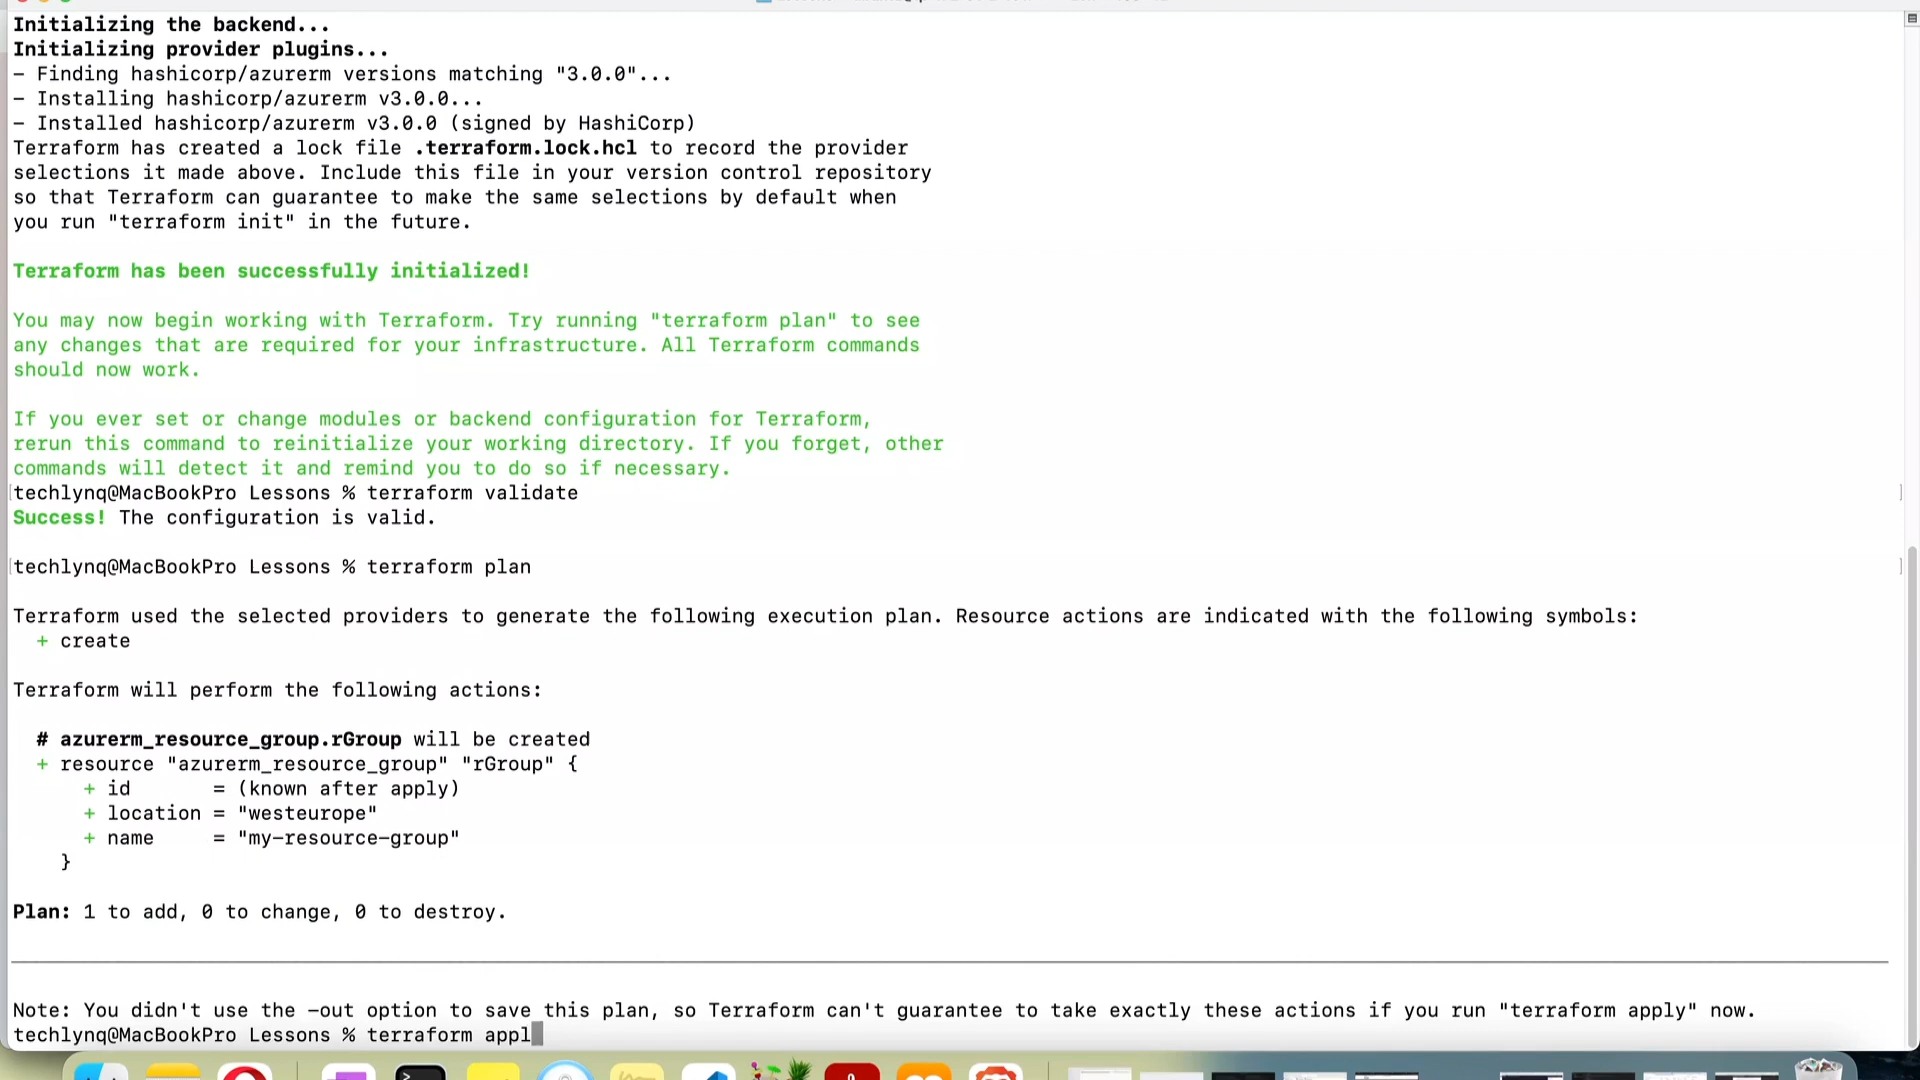 Initializing the backend...
Initializing provider plugins...
- Finding hashicorp/azurerm versions matching "3.0.0"...
- Installing hashicorp/azurerm v3.0.0...
- Installed hashicorp/azurerm v3.0.0 (signed by HashiCorp)
Terraform has created a lock file .terraform.lock.hcl to record the provider
selections it made above. Include this file in your version control repository
so that Terraform can guarantee to make the same selections by default when
you run "terraform init" in the future.
Terraform has been successfully initialized!
You may now begin working with Terraform. Try running "terraform plan" to see
any changes that are required for your infrastructure. All Terraform commands
should now work.
If you ever set or change modules or backend configuration for Terraform,
rerun this command to reinitialize your working directory. If you forget, other
commands will detect it and remind you to do so if necessary.
[techlynq@MacBookPro Lessons % terraform validate ]
Success! The configuration is valid.
[techlynq@MacBookPro Lessons % terraform plan ]
Terraform used the selected providers to generate the following execution plan. Resource actions are indicated with the following symbols:
+ create
Terraform will perform the following actions:
# azurerm_resource_group.rGroup will be created
+ resource "azurerm_resource_group" "rGroup" {
+ id       = (known after apply)
+ location = "westeurope"
+ name     = "my-resource-group"
}
Plan: 1 to add, 0 to change, 0 to destroy.
Note: You didn't use the -out option to save this plan, so Terraform can't guarantee to take exactly these actions if you run "terraform apply" now.
techlynq@MacBookPro Lessons % terraform appl